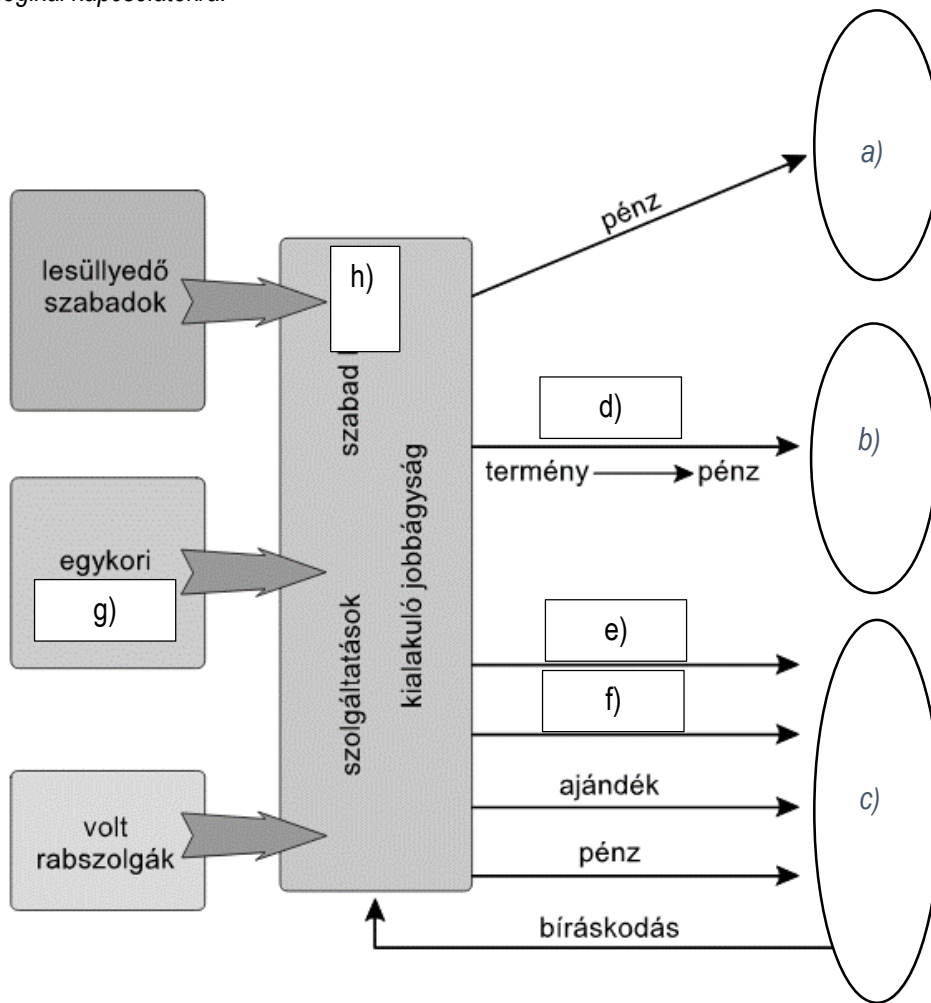 a)
pénz
lesüllyedő
szabadok
h)
szabad
d)
termény → pénz
b)
kialakuló jobbágyság
egykori
g)
szolgáltatások
e)
f)
ajándék
c)
pénz
volt
rabszolgák
bíráskodás